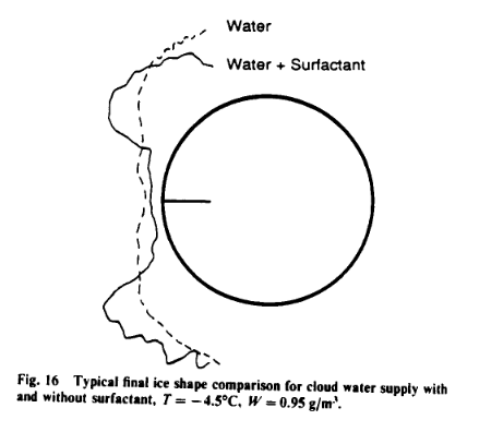 Water
Water + Surfactant
Fig. 16 Typical final ice shape comparison for cloud water supply with
and without surfactant, T = −4.5°C, W = 0.95 g/m³.